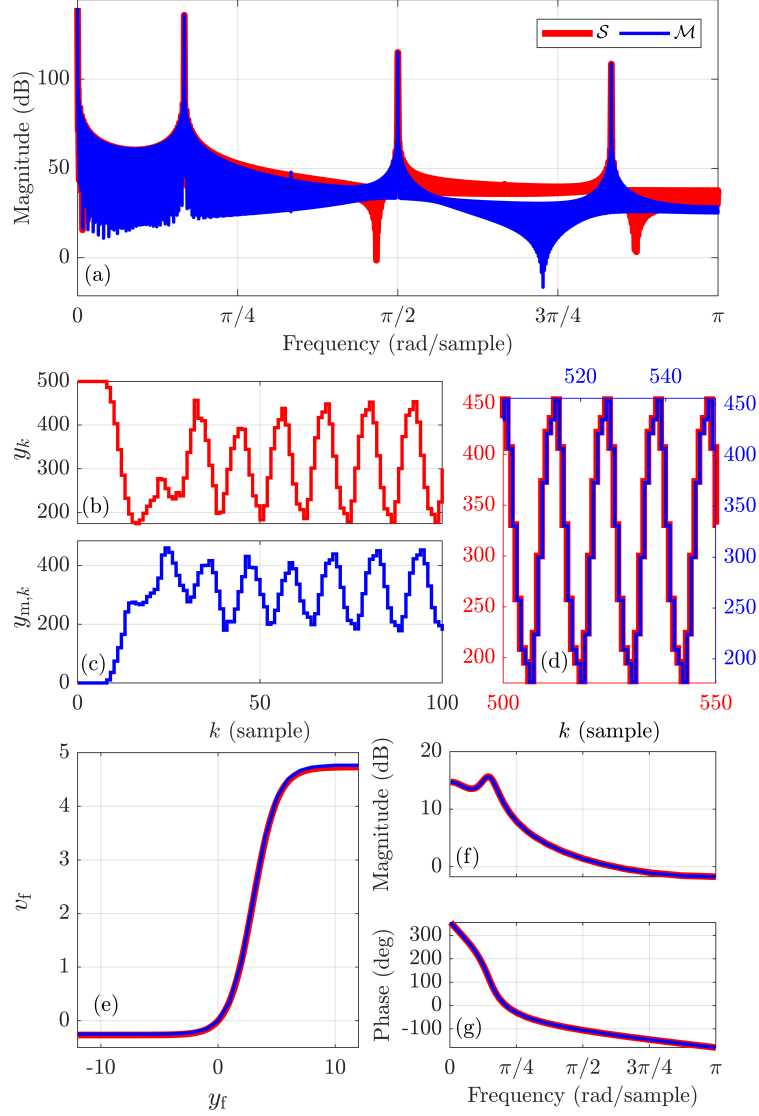 S M
Magnitude (dB)
100
50
0
(a)
0 π/4 π/2 3π/4 π
Frequency (rad/sample)
y_k
500
400
300
200
(b)
y_m,k
400
200
0
(c)
0 50 100
k (sample)
520 540
450
400
350
300
250
200
450
400
350
300
250
200
(d)
500 550
k (sample)
v_f
5
4
3
2
1
0
(e)
-10 0 10
y_f
Magnitude (dB)
20
10
0
(f)
Phase (deg)
300
200
100
0
-100
(g)
0 π/4 π/2 3π/4 π
Frequency (rad/sample)